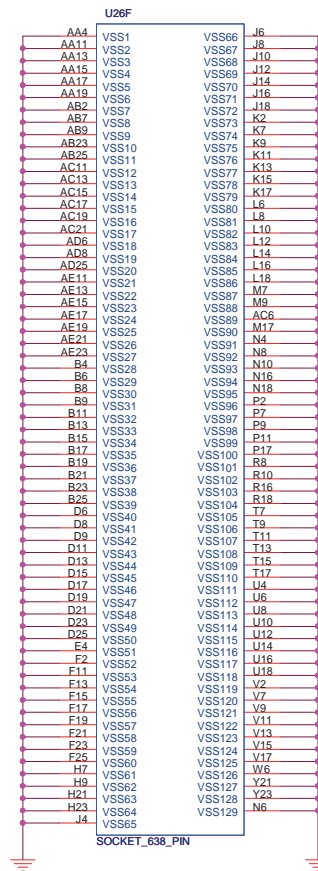 U26F
AA4 VSS1 VSS66 J6
AA11 VSS2 VSS67 J8
AA13 VSS3 VSS68 J10
AA15 VSS4 VSS69 J12
AA17 VSS5 VSS70 J14
AA19 VSS6 VSS71 J16
AB2 VSS7 VSS72 J18
AB7 VSS8 VSS73 K2
AB9 VSS9 VSS74 K7
AB23 VSS10 VSS75 K9
AB25 VSS11 VSS76 K11
AC11 VSS12 VSS77 K13
AC13 VSS13 VSS78 K15
AC15 VSS14 VSS79 K17
AC17 VSS15 VSS80 L6
AC19 VSS16 VSS81 L8
AC21 VSS17 VSS82 L10
AD6 VSS18 VSS83 L12
AD8 VSS19 VSS84 L14
AD25 VSS20 VSS85 L16
AE11 VSS21 VSS86 L18
AE13 VSS22 VSS87 M7
AE15 VSS23 VSS88 M9
AE17 VSS24 VSS89 AC6
AE19 VSS25 VSS90 M17
AE21 VSS26 VSS91 N4
AE23 VSS27 VSS92 N8
B4 VSS28 VSS93 N10
B6 VSS29 VSS94 N16
B8 VSS30 VSS95 N18
B9 VSS31 VSS96 P2
B11 VSS32 VSS97 P7
B13 VSS33 VSS98 P9
B15 VSS34 VSS99 P11
B17 VSS35 VSS100 P17
B19 VSS36 VSS101 R8
B21 VSS37 VSS102 R10
B23 VSS38 VSS103 R16
B25 VSS39 VSS104 R18
D6 VSS40 VSS105 T7
D8 VSS41 VSS106 T9
D9 VSS42 VSS107 T11
D11 VSS43 VSS108 T13
D13 VSS44 VSS109 T15
D15 VSS45 VSS110 T17
D17 VSS46 VSS111 U4
D19 VSS47 VSS112 U6
D21 VSS48 VSS113 U8
D23 VSS49 VSS114 U10
D25 VSS50 VSS115 U12
E4 VSS51 VSS116 U14
F2 VSS52 VSS117 U16
F11 VSS53 VSS118 U18
F13 VSS54 VSS119 V2
F15 VSS55 VSS120 V7
F17 VSS56 VSS121 V9
F19 VSS57 VSS122 V11
F21 VSS58 VSS123 V13
F23 VSS59 VSS124 V15
F25 VSS60 VSS125 V17
H7 VSS61 VSS126 W6
H9 VSS62 VSS127 Y21
H21 VSS63 VSS128 Y23
H23 VSS64 VSS129 N6
J4 VSS65
SOCKET_638_PIN